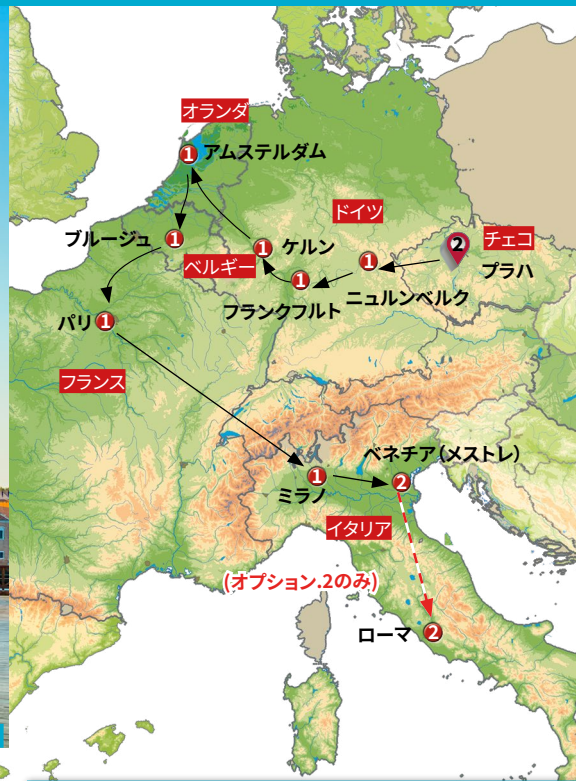 オランダ
1 アムステルダム
ドイツ
ブルージュ 1
ベルギー
1 ケルン
2 チェコ
プラハ
1
1 ニュルンベルク
フランクフルト
パリ 1
フランス
ベネチア(メストレ)
1
2
ミラノ
イタリア
(オプション.2のみ)
ローマ 2